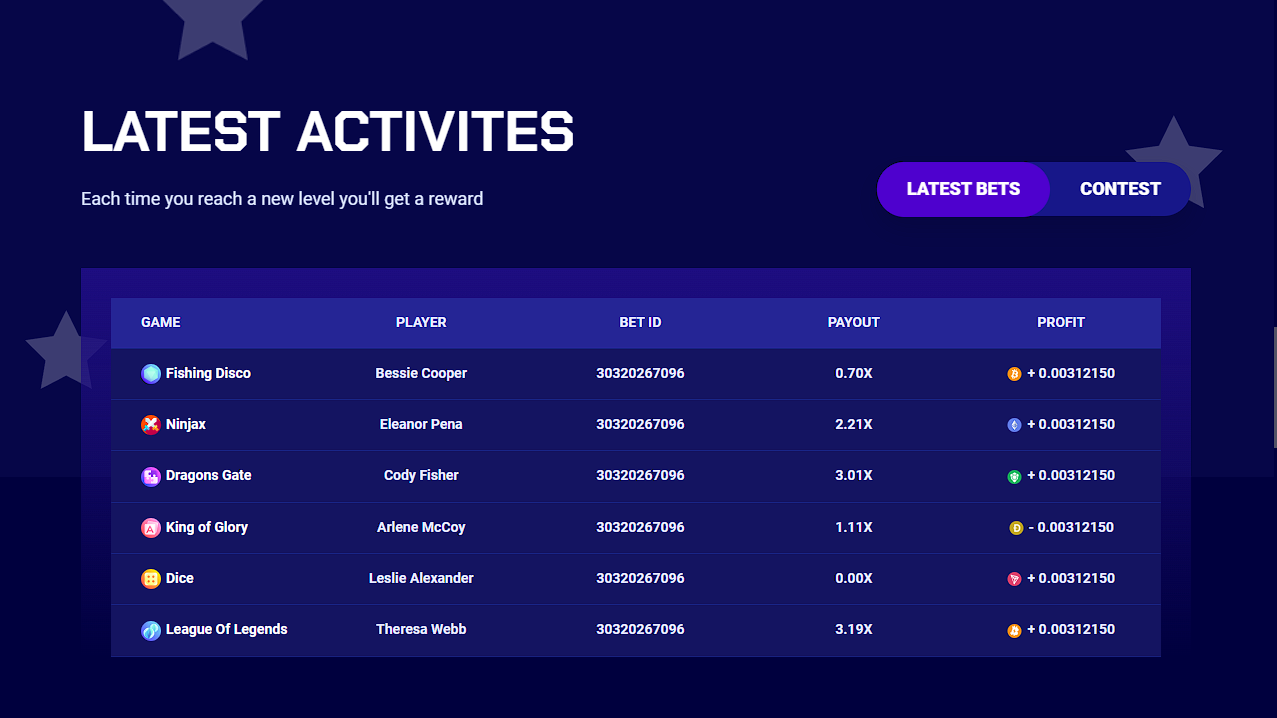 LATEST ACTIVITES
Each time you reach a new level you'll get a reward
LATEST BETS CONTEST
GAME PLAYER BET ID PAYOUT PROFIT
Fishing Disco Bessie Cooper 30320267096 0.70X + 0.00312150
Ninjax Eleanor Pena 30320267096 2.21X + 0.00312150
Dragons Gate Cody Fisher 30320267096 3.01X + 0.00312150
King of Glory Arlene McCoy 30320267096 1.11X - 0.00312150
Dice Leslie Alexander 30320267096 0.00X + 0.00312150
League Of Legends Theresa Webb 30320267096 3.19X + 0.00312150